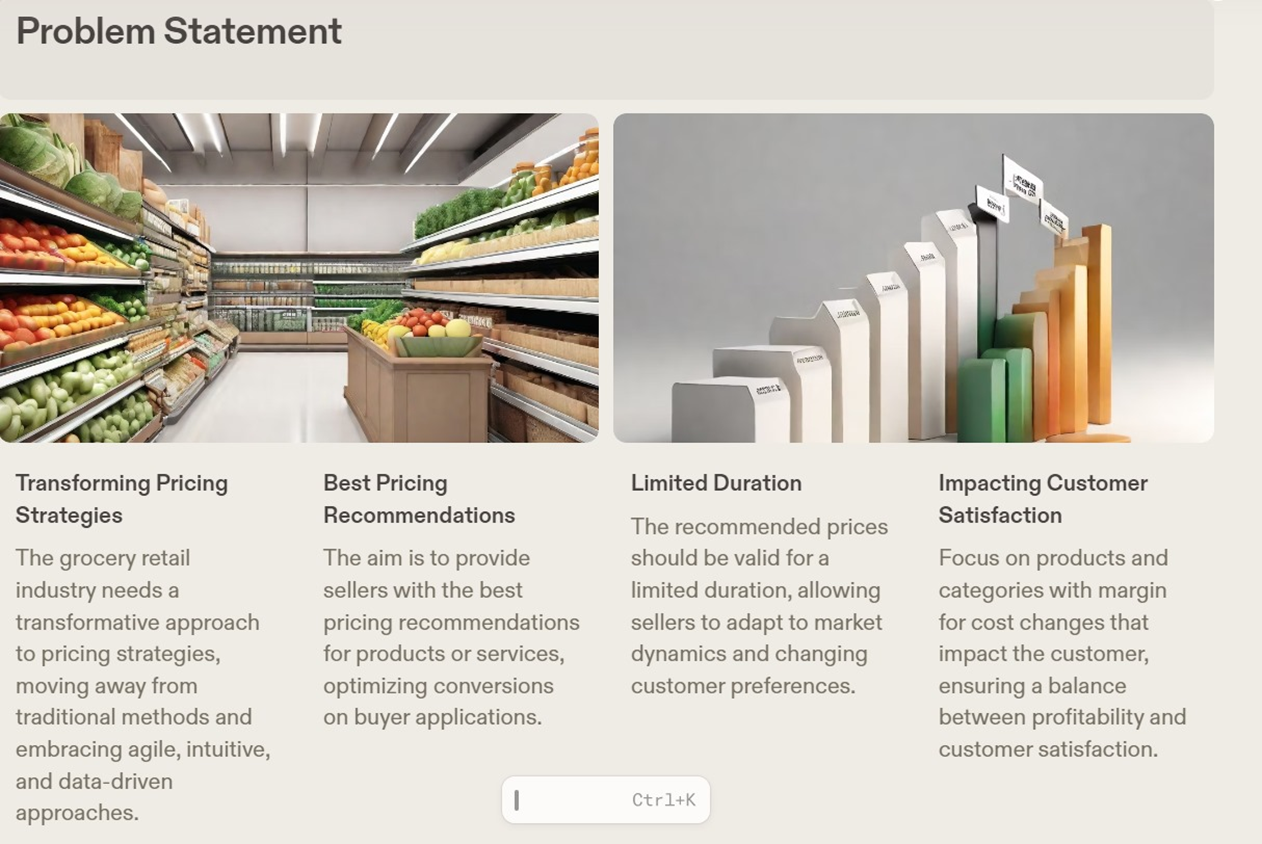 Problem Statement
Transforming Pricing
Strategies
The grocery retail
industry needs a
transformative approach
to pricing strategies,
moving away from
traditional methods and
embracing agile, intuitive,
and data-driven
approaches.
Best Pricing
Recommendations
The aim is to provide
sellers with the best
pricing recommendations
for products or services,
optimizing conversions
on buyer applications.
Limited Duration
The recommended prices
should be valid for a
limited duration, allowing
sellers to adapt to market
dynamics and changing
customer preferences.
Impacting Customer
Satisfaction
Focus on products and
categories with margin
for cost changes that
impact the customer,
ensuring a balance
between profitability and
customer satisfaction.
Ctrl+K